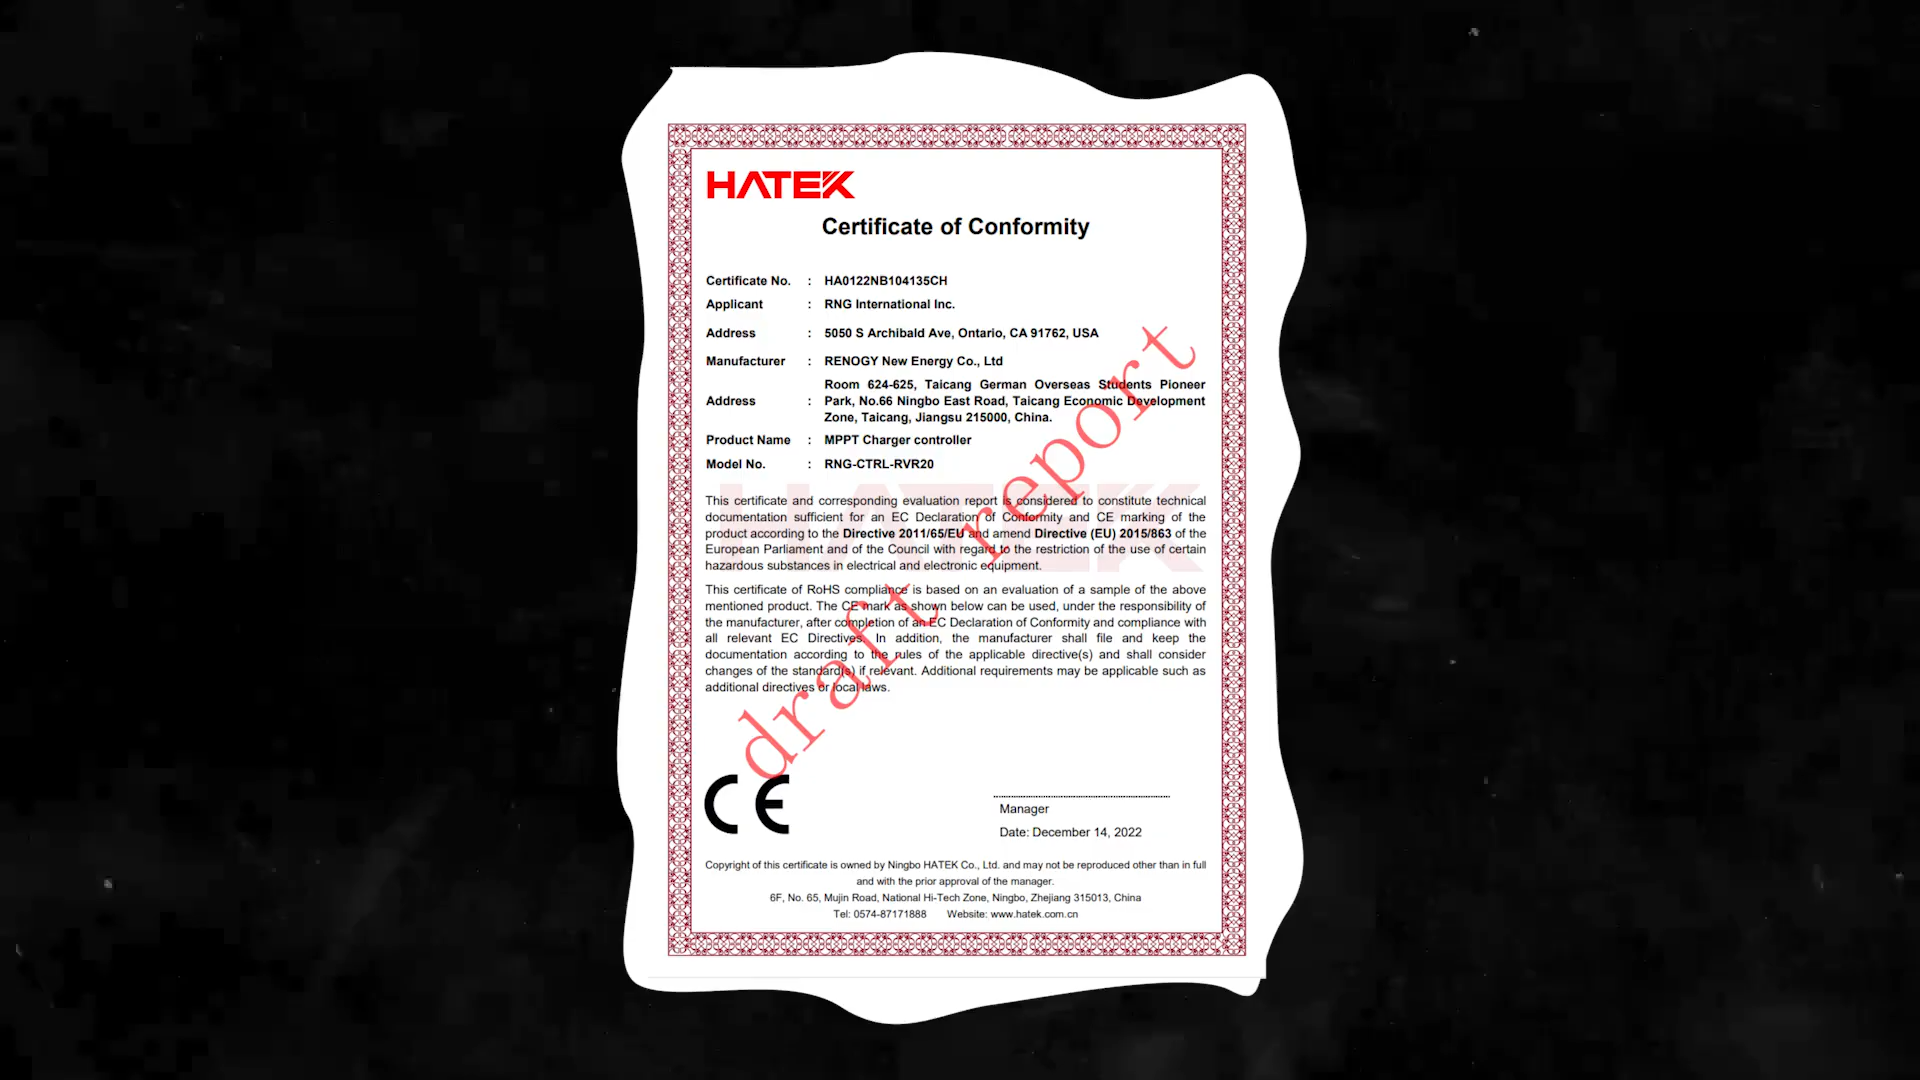 HATEK
Certificate of Conformity
Certificate No. : HA0122NB104135CH
Applicant : RNG International Inc.
Address : 5050 S Archibald Ave, Ontario, CA 91762, USA
Manufacturer : RENOGY New Energy Co., Ltd
Address : Room 624-625, Taicang German Overseas Students Pioneer
Park, No.66 Ningbo East Road, Taicang Economic Development
Zone, Taicang, Jiangsu 215000, China.
Product Name : MPPT Charger controller
Model No. : RNG-CTRL-RVR20
HATEK
This certificate and corresponding evaluation report is considered to constitute technical
documentation sufficient for an EC Declaration of Conformity and CE marking of the
product according to the Directive 2011/65/EU and amend Directive (EU) 2015/863 of the
European Parliament and of the Council with regard to the restriction of the use of certain
hazardous substances in electrical and electronic equipment.
This certificate of RoHS compliance is based on an evaluation of a sample of the above
mentioned product. The CE mark as shown below can be used, under the responsibility of
the manufacturer, after completion of an EC Declaration of Conformity and compliance with
all relevant EC Directives. In addition, the manufacturer shall file and keep the
documentation according to the rules of the applicable directive(s) and shall consider
changes of the standard(s) if relevant. Additional requirements may be applicable such as
additional directives or local laws.
draft report
CE
Manager
Date: December 14, 2022
Copyright of this certificate is owned by Ningbo HATEK Co., Ltd. and may not be reproduced other than in full
and with the prior approval of the manager.
6F, No. 65, Mujin Road, National Hi-Tech Zone, Ningbo, Zhejiang 315013, China
Tel: 0574-87171888 Website: www.hatek.com.cn